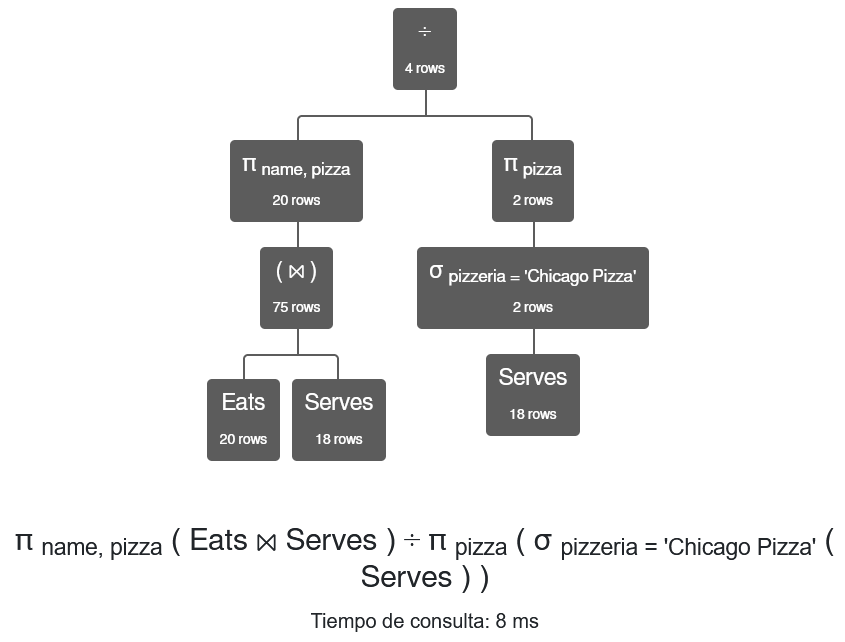 ÷
4 rows
π name, pizza
20 rows
π pizza
2 rows
( ⋈ )
75 rows
σ pizzeria = 'Chicago Pizza'
2 rows
Eats
20 rows
Serves
18 rows
Serves
18 rows
π name, pizza ( Eats ⋈ Serves ) ÷ π pizza ( σ pizzeria = 'Chicago Pizza' (
Serves ) )
Tiempo de consulta: 8 ms